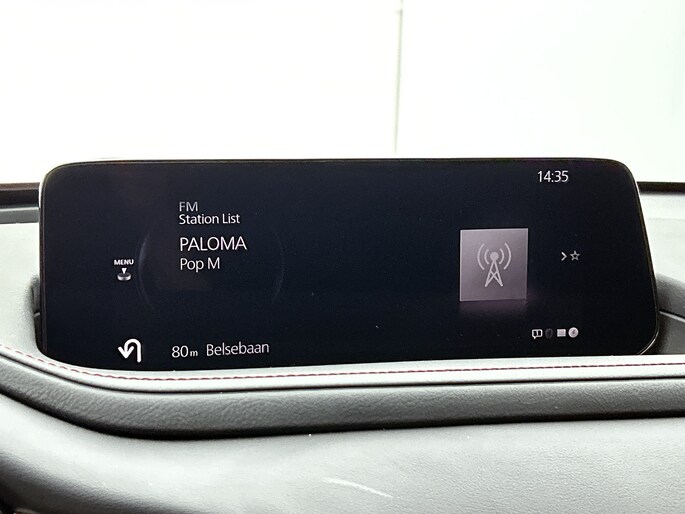 14:35
FM
Station List
PALOMA
Pop M
MENU
80m Belsebaan